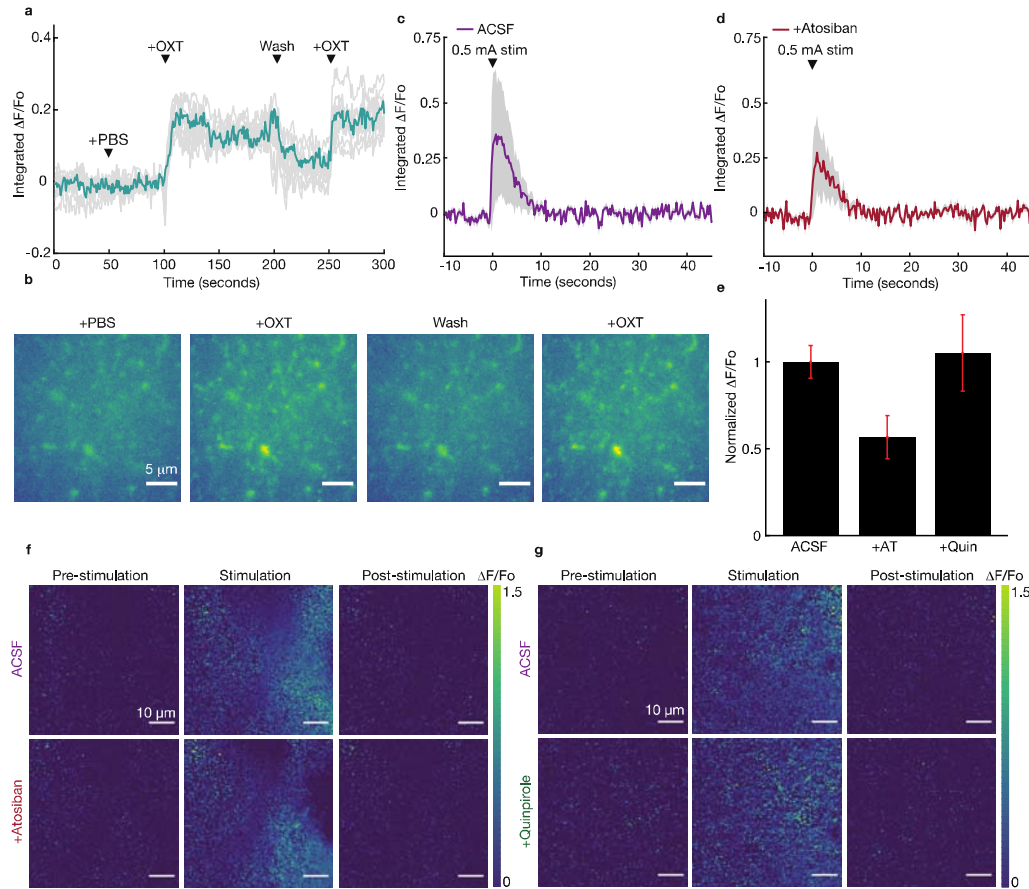 a
0.4
0.2
0
-0.2
Integrated ΔF/Fo
+OXT
Wash
+OXT
+PBS
0
50
100
150
200
250
300
Time (seconds)
c
ACSF
0.5 mA stim
0.75
0.5
0.25
0
Integrated ΔF/Fo
-10
0
10
20
30
40
Time (seconds)
d
+Atosiban
0.5 mA stim
0.75
0.5
0.25
0
Integrated ΔF/Fo
-10
0
10
20
30
40
Time (seconds)
b
+PBS
+OXT
Wash
+OXT
5 μm
e
1
0.5
0
Normalized ΔF/Fo
ACSF
+AT
+Quin
f
Pre-stimulation
Stimulation
Post-stimulation
ΔF/Fo
1.5
0
ACSF
10 μm
+Atosiban
g
Pre-stimulation
Stimulation
Post-stimulation
ΔF/Fo
1.5
0
ACSF
10 μm
+Quinpirole